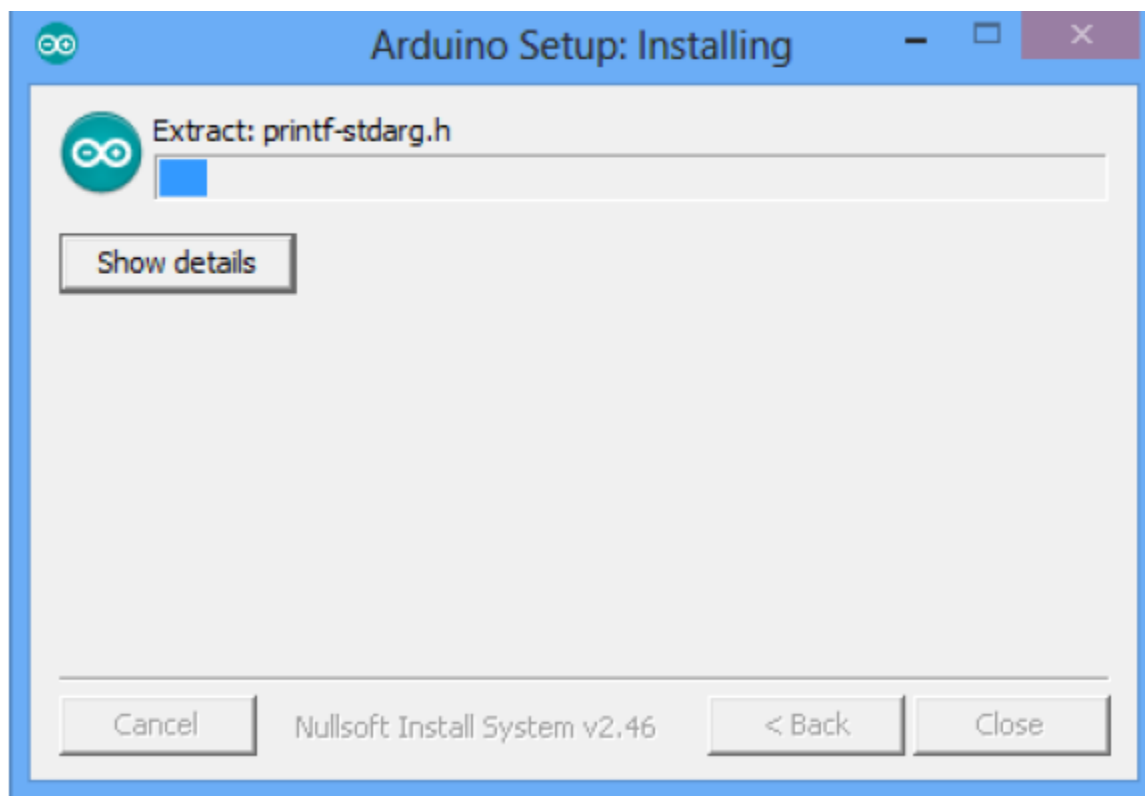 Arduino Setup: Installing
Extract: printf-stdarg.h
Show details
Cancel
Nullsoft Install System v2.46
< Back
Close